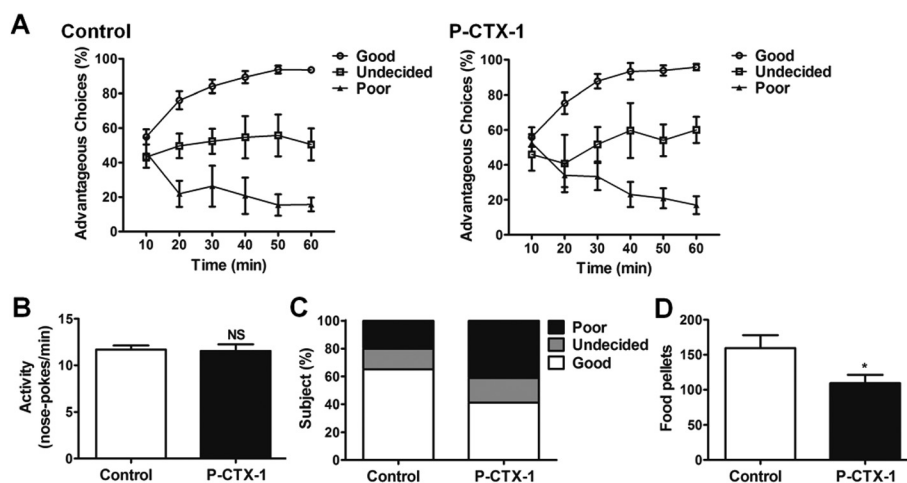 A
Control
Advantageous Choices (%)
100
80
60
40
20
0
10 20 30 40 50 60
Time (min)
Good
Undecided
Poor
P-CTX-1
Advantageous Choices (%)
100
80
60
40
20
0
10 20 30 40 50 60
Time (min)
Good
Undecided
Poor
B
Activity
(nose-pokes/min)
15
10
5
0
NS
Control P-CTX-1
C
Subject (%)
100
80
60
40
20
0
Control P-CTX-1
Poor
Undecided
Good
D
Food pellets
200
150
100
50
0
*
Control P-CTX-1